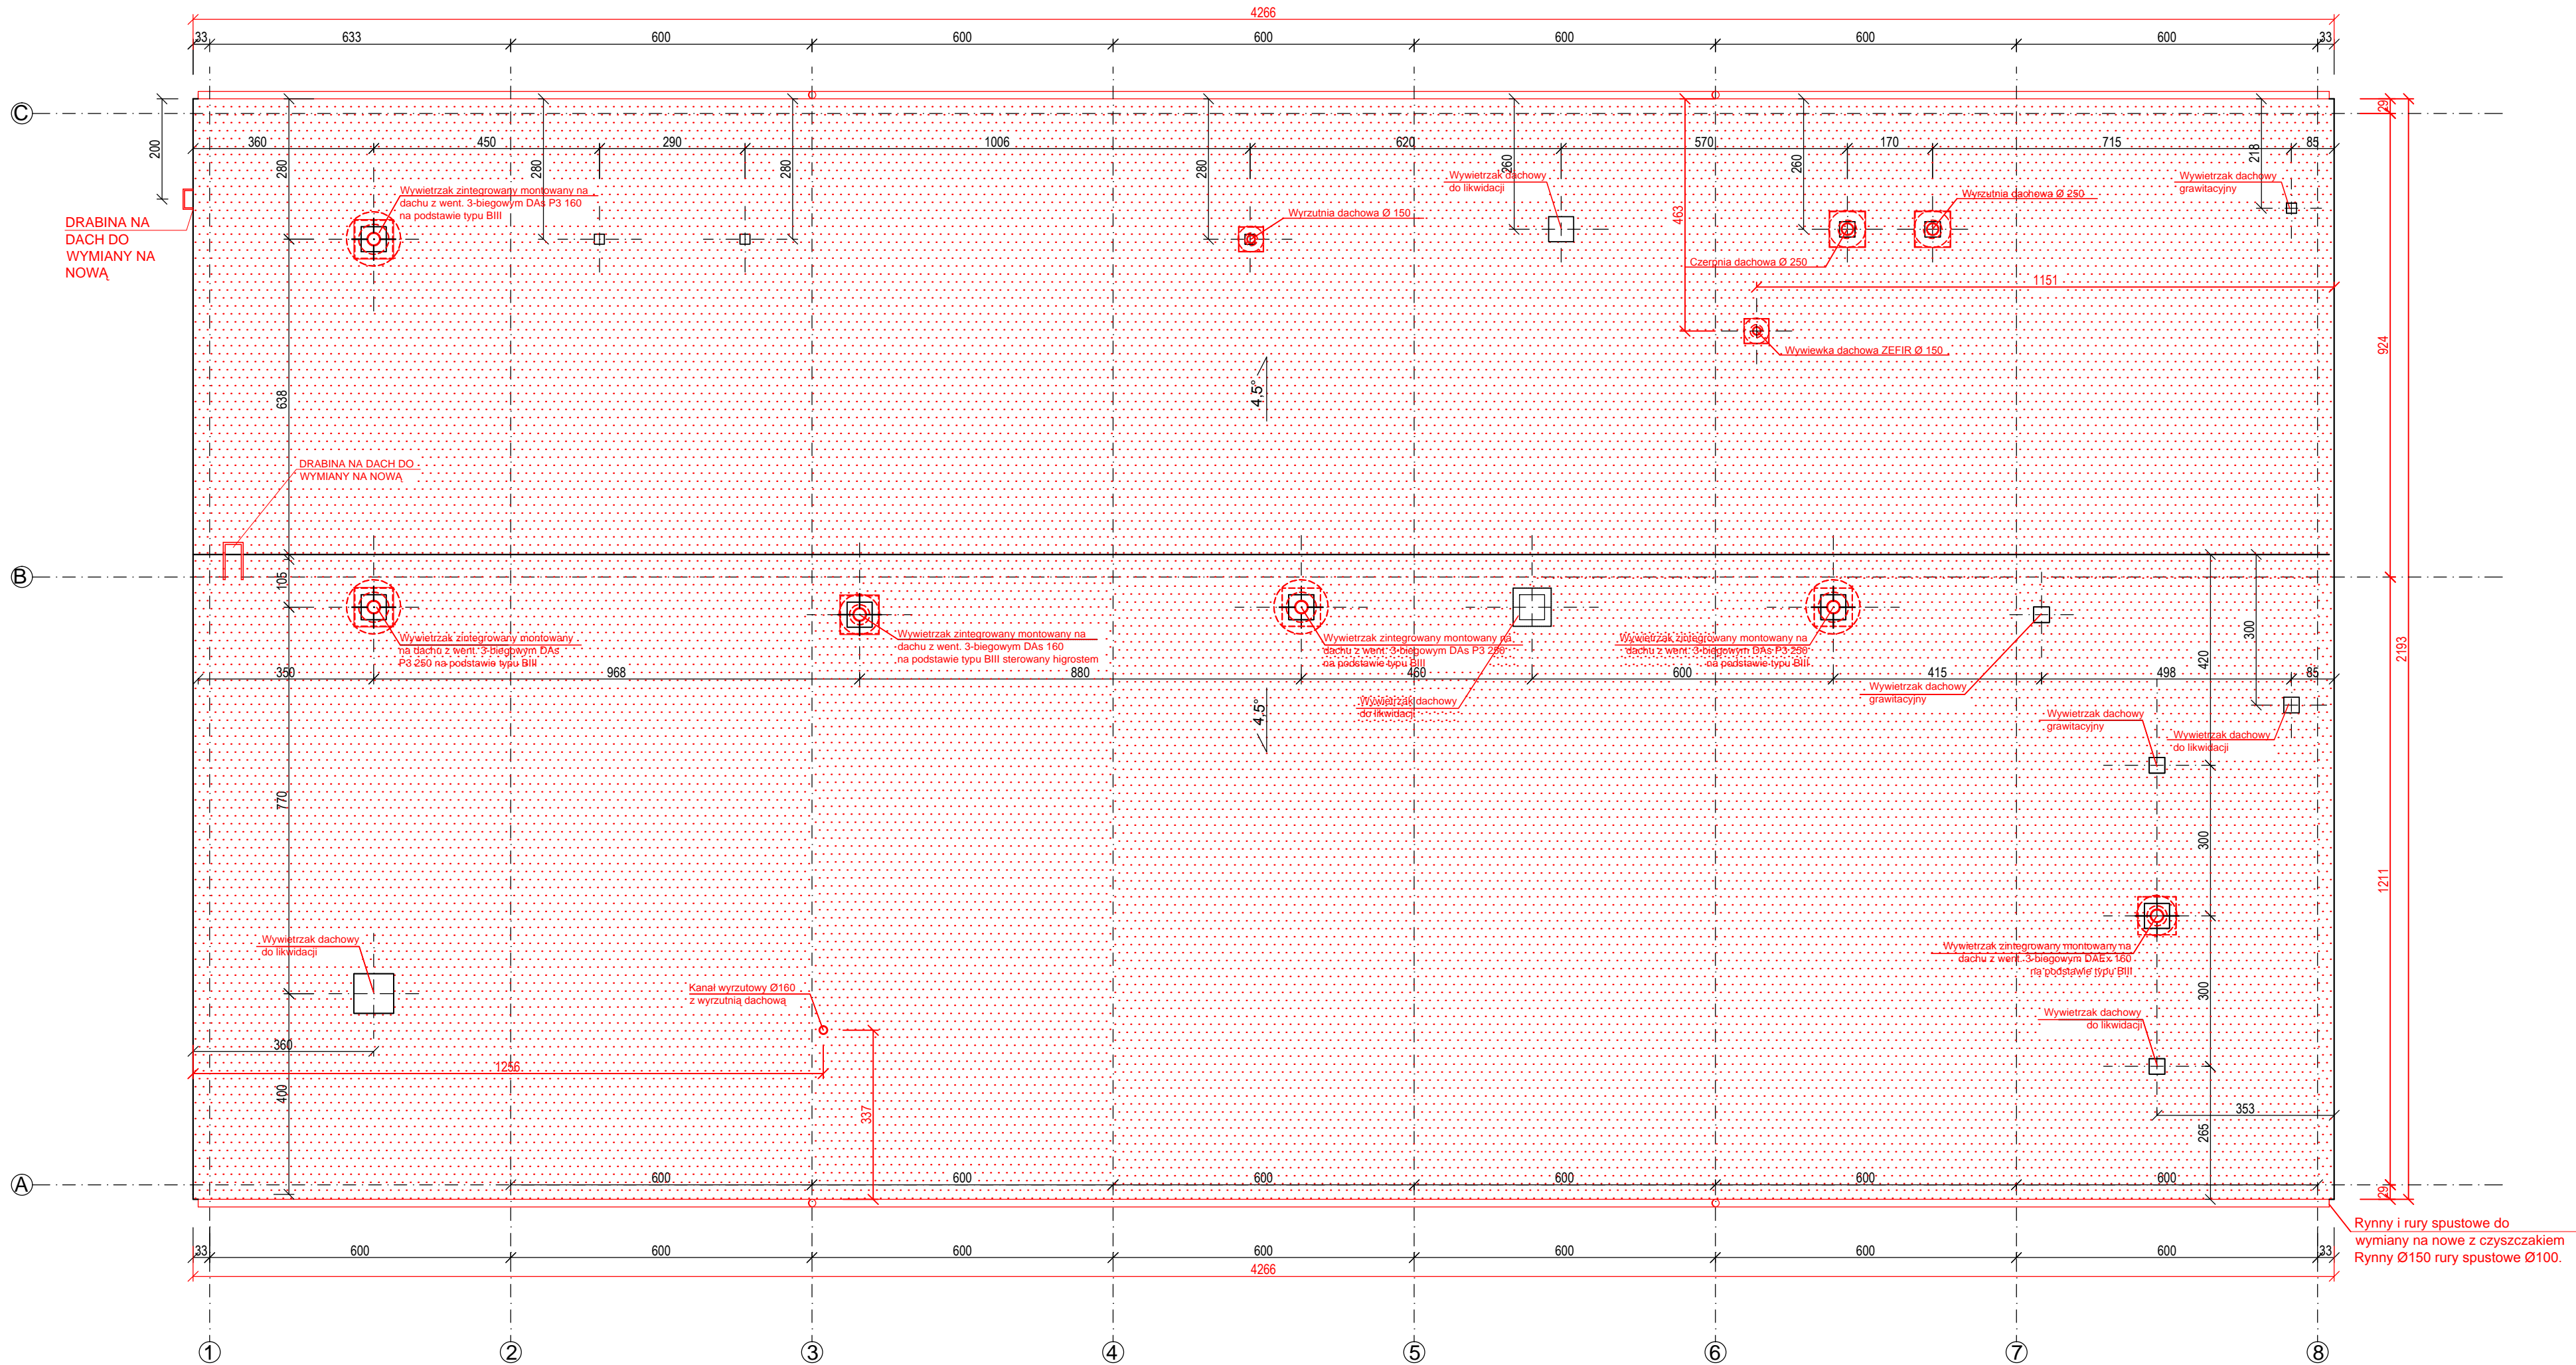 4266
33 633 600 600 600 600 600 600 33
C
29
200
360 450 290 1006 620 570 170 715 85
280 280 280 280 260 260 218
463
Wywietrzak zintegrowany montowany na
dachu z went. 3-biegowym DAs P3 160
na podstawie typu BIII
Wyrzutnia dachowa Ø 150
Wywietrzak dachowy
do likwidacji
Wyrzutnia dachowa Ø 250
Wywietrzak dachowy
grawitacyjny
DRABINA NA
DACH DO
WYMIANY NA
NOWĄ
Czerpnia dachowa Ø 250
1151
Wywiewka dachowa ZEFIR Ø 150
924
638
4,5°
DRABINA NA DACH DO
WYMIANY NA NOWĄ
B
105
Wywietrzak zintegrowany montowany
na dachu z went. 3-biegowym DAs
P3 250 na podstawie typu BIII
Wywietrzak zintegrowany montowany na
dachu z went. 3-biegowym DAs 160
na podstawie typu BIII sterowany higrostem
Wywietrzak zintegrowany montowany na
dachu z went. 3-biegowym DAs P3 250
na podstawie typu BIII
Wywietrzak zintegrowany montowany na
dachu z went. 3-biegowym DAs P3 250
na podstawie typu BIII
300
420
2193
350 968 880 460 600 415 498 85
Wywietrzak dachowy
do likwidacji
Wywietrzak dachowy
grawitacyjny
4,5°
Wywietrzak dachowy
grawitacyjny
Wywietrzak dachowy
do likwidacji
770
300
1211
Wywietrzak dachowy
do likwidacji
Wywietrzak zintegrowany montowany na
dachu z went. 3-biegowym DAEx 160
na podstawie typu BIII
Kanał wyrzutowy Ø160
z wyrzutnią dachową
300
Wywietrzak dachowy
do likwidacji
360
1256
400
337
353
265
A
600 600 600 600 600 600
29
Rynny i rury spustowe do
wymiany na nowe z czyszczakiem
Rynny Ø150 rury spustowe Ø100.
33 600 600 600 600 600 600 600 33
4266
1 2 3 4 5 6 7 8